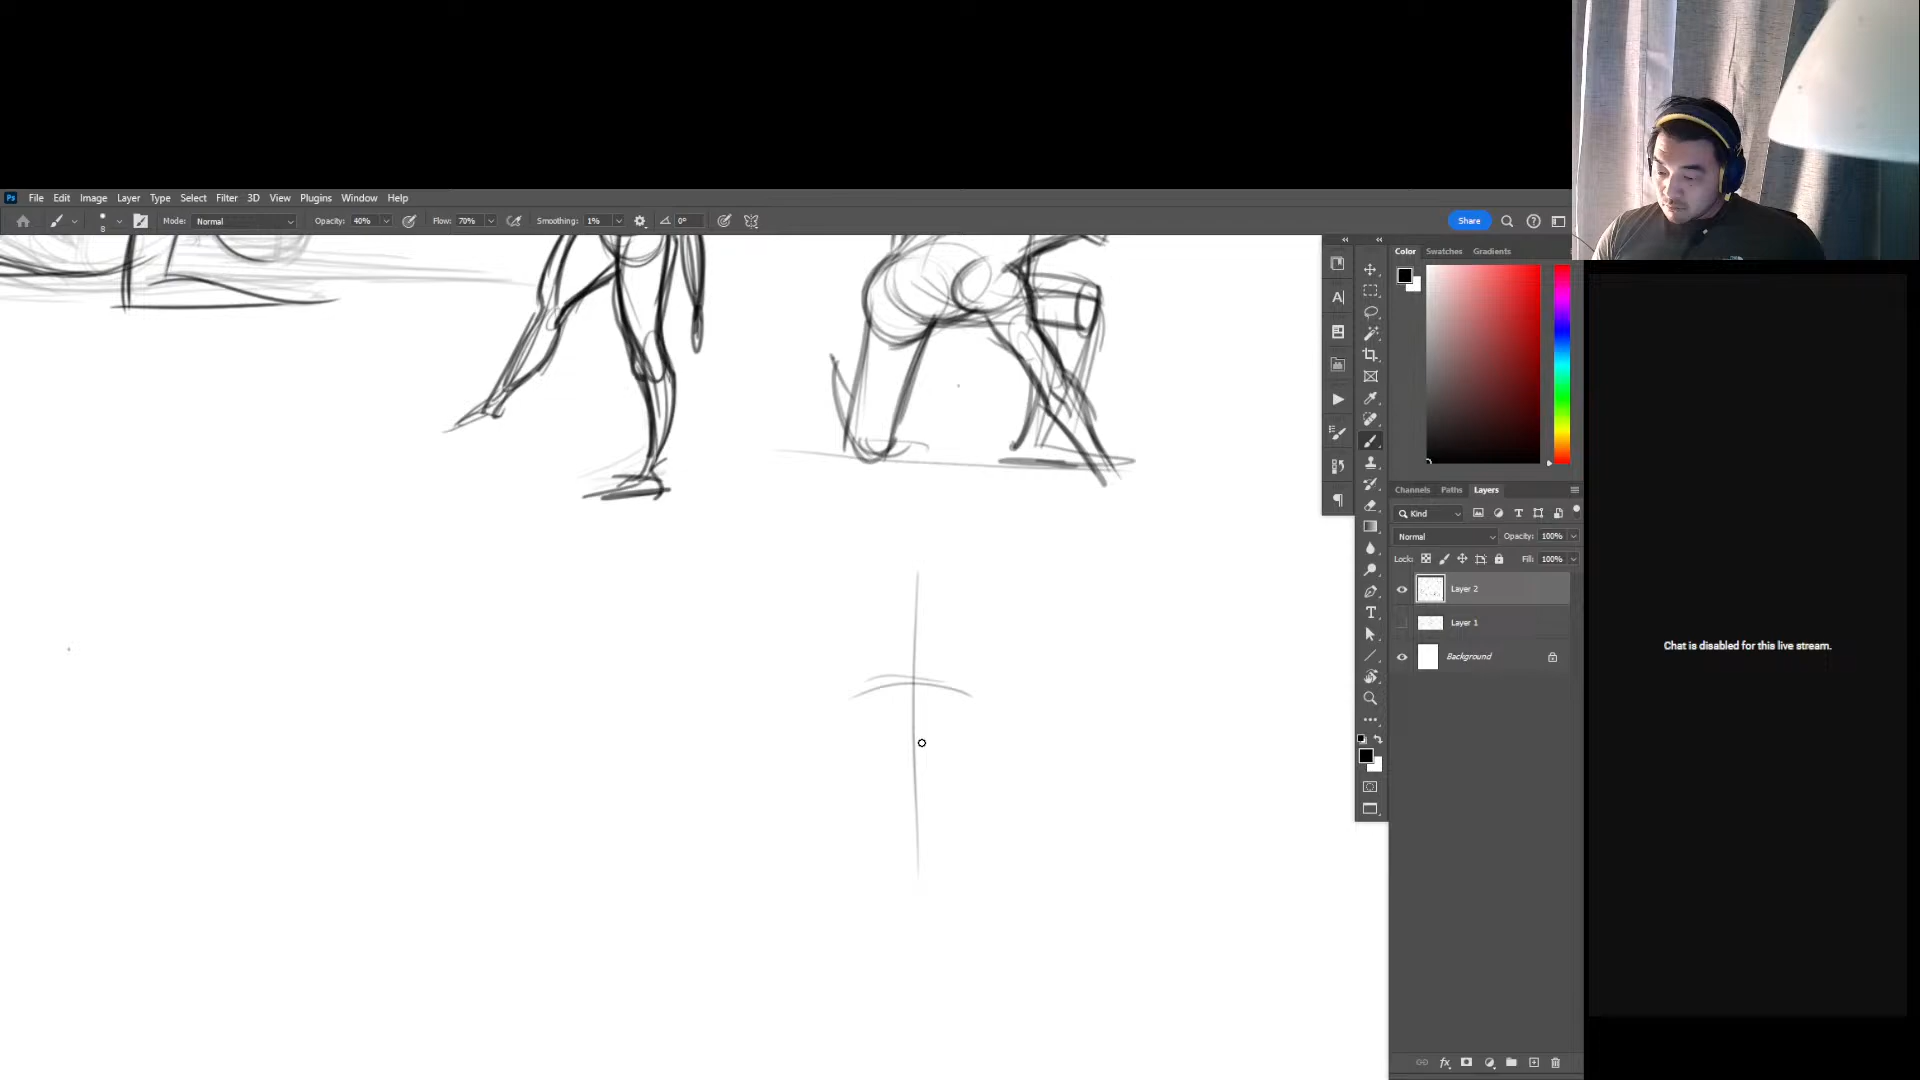 Ps File Edit Image Layer Type Select Filter 3D View Plugins Window Help
8 Mode: Normal Opacity: 40% Flow: 70% Smoothing: 1% 0° Share
Color Swatches Gradients
Channels Paths Layers
Kind
Normal Opacity: 100%
Lock: Fill: 100%
Layer 2
Layer 1
Background
Chat is disabled for this live stream.